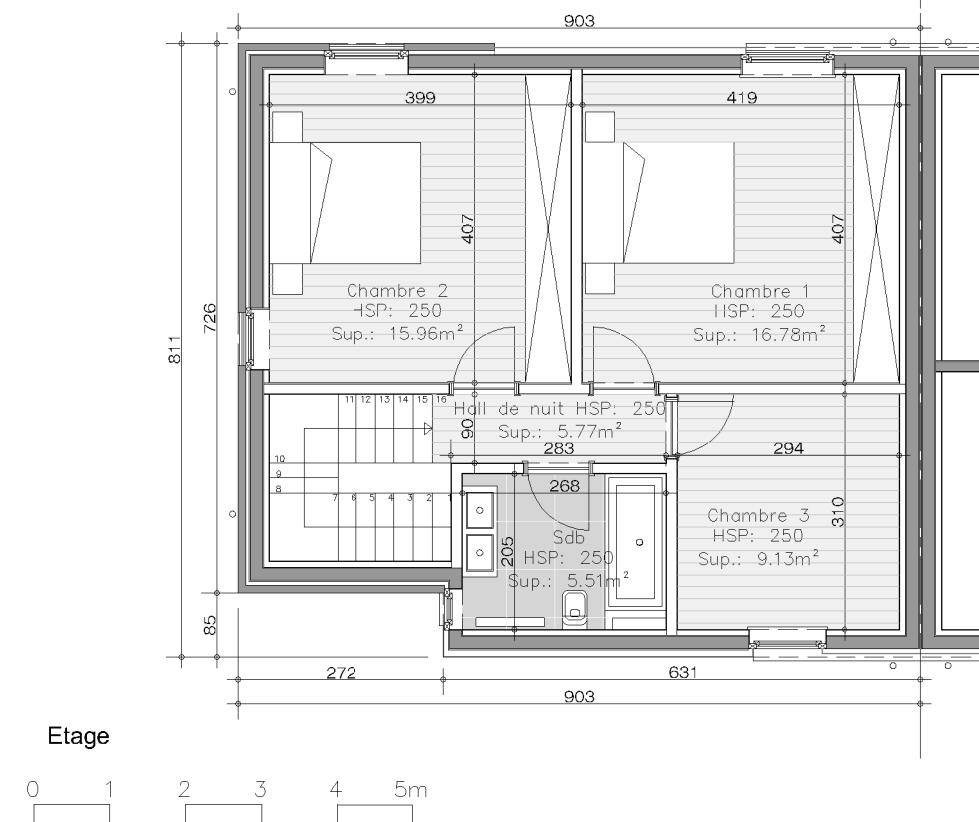 903
399
419
407
407
Chambre 2
HSP: 250
Sup.: 15.96m²
Chambre 1
HSP: 250
Sup.: 16.78m²
726
811
11 12 13 14 15 16
Hall de nuit HSP: 250
Sup.: 5.77m²
90
283
294
10
9
8
7 6 5 4 3 2 1
268
310
Chambre 3
HSP: 250
Sup.: 9.13m²
205
Sdb
HSP: 250
Sup.: 5.51m²
85
272
631
903
Etage
0 1 2 3 4 5m